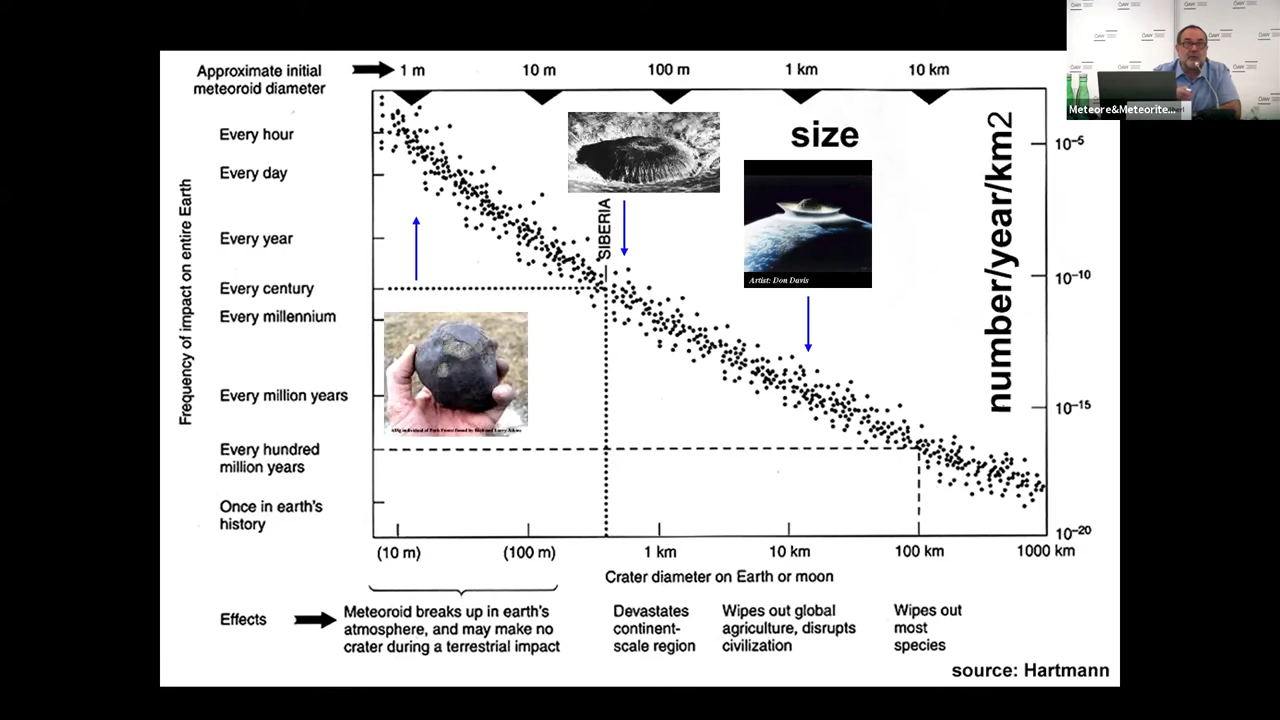 Approximate initial
meteoroid diameter
1 m
10 m
100 m
1 km
10 km
Frequency of impact on entire Earth
Every hour
Every day
Every year
Every century
Every millennium
Every million years
Every hundred
million years
Once in earth's
history
SIBERIA
size
Artist: Don Davis
number/year/km2
10-5
10-10
10-15
10-20
(10 m)
(100 m)
1 km
10 km
100 km
1000 km
Crater diameter on Earth or moon
Effects
Meteoroid breaks up in earth's
atmosphere, and may make no
crater during a terrestrial impact
Devastates
continent-
scale region
Wipes out global
agriculture, disrupts
civilization
Wipes out
most
species
source: Hartmann
Meteore&Meteorite...